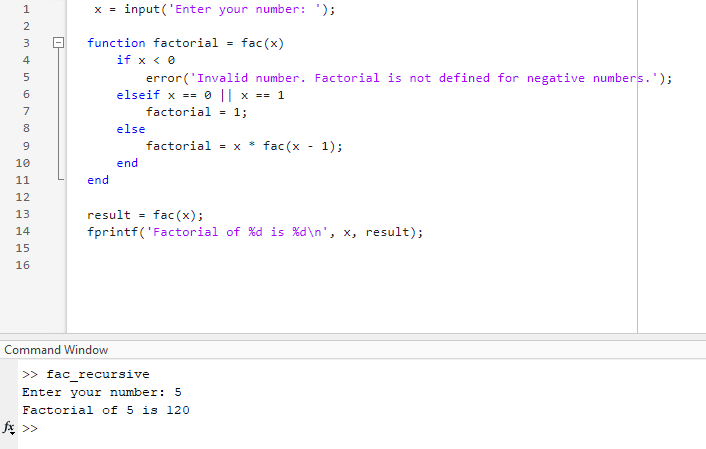 1 x = input('Enter your number: ');
2
3 function factorial = fac(x)
4 if x < 0
5 error('Invalid number. Factorial is not defined for negative numbers.');
6 elseif x == 0 || x == 1
7 factorial = 1;
8 else
9 factorial = x * fac(x - 1);
10 end
11 end
12
13 result = fac(x);
14 fprintf('Factorial of %d is %d\n', x, result);
15
16
Command Window
>> fac_recursive
Enter your number: 5
Factorial of 5 is 120
fx >>